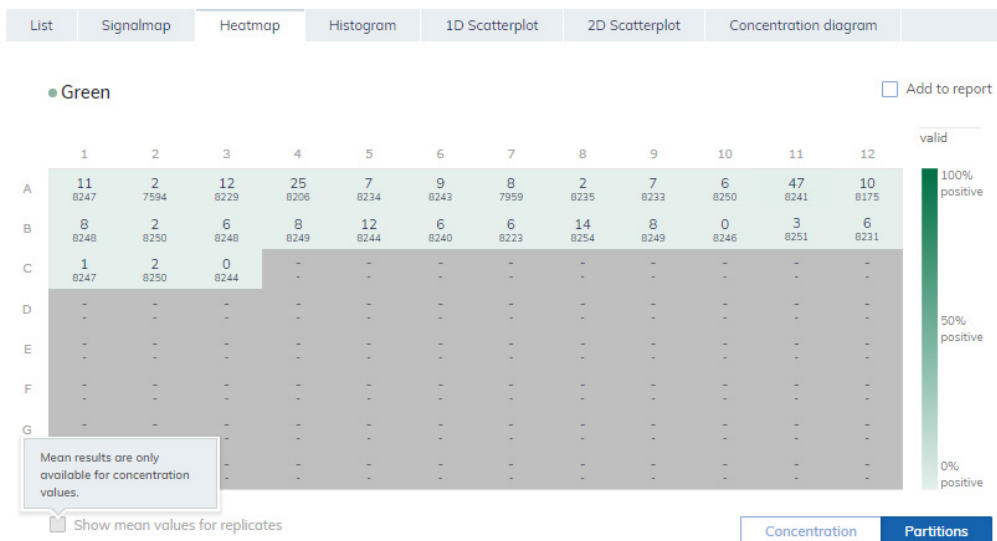 List Signalmap Heatmap Histogram 1D Scatterplot 2D Scatterplot Concentration diagram
Green
Add to report
valid
1 2 3 4 5 6 7 8 9 10 11 12
A 11 2 12 25 7 9 8 2 7 6 47 10
8247 7594 8229 8206 8234 8243 7959 8235 8233 8250 8241 8175
B 8 2 6 8 12 6 6 14 8 0 3 6
8248 8250 8248 8249 8244 8240 8223 8254 8249 8246 8251 8231
C 1 2 0 - - - - - - - - -
8247 8250 8244 - - - - - - - - -
D - - - - - - - - - - - -
- - - - - - - - - - - -
E - - - - - - - - - - - -
- - - - - - - - - - - -
F - - - - - - - - - - - -
- - - - - - - - - - - -
G - - - - - - - - - - - -
- - - - - - - - - -
- - - - - - - - - -
- - - - - - - - - -
100%
positive
50%
positive
0%
positive
Mean results are only
available for concentration
values.
Show mean values for replicates
Concentration Partitions